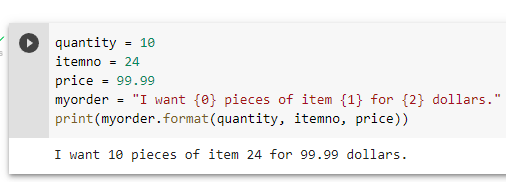 quantity = 10
itemno = 24
price = 99.99
myorder = "I want {0} pieces of item {1} for {2} dollars."
print(myorder.format(quantity, itemno, price))
I want 10 pieces of item 24 for 99.99 dollars.